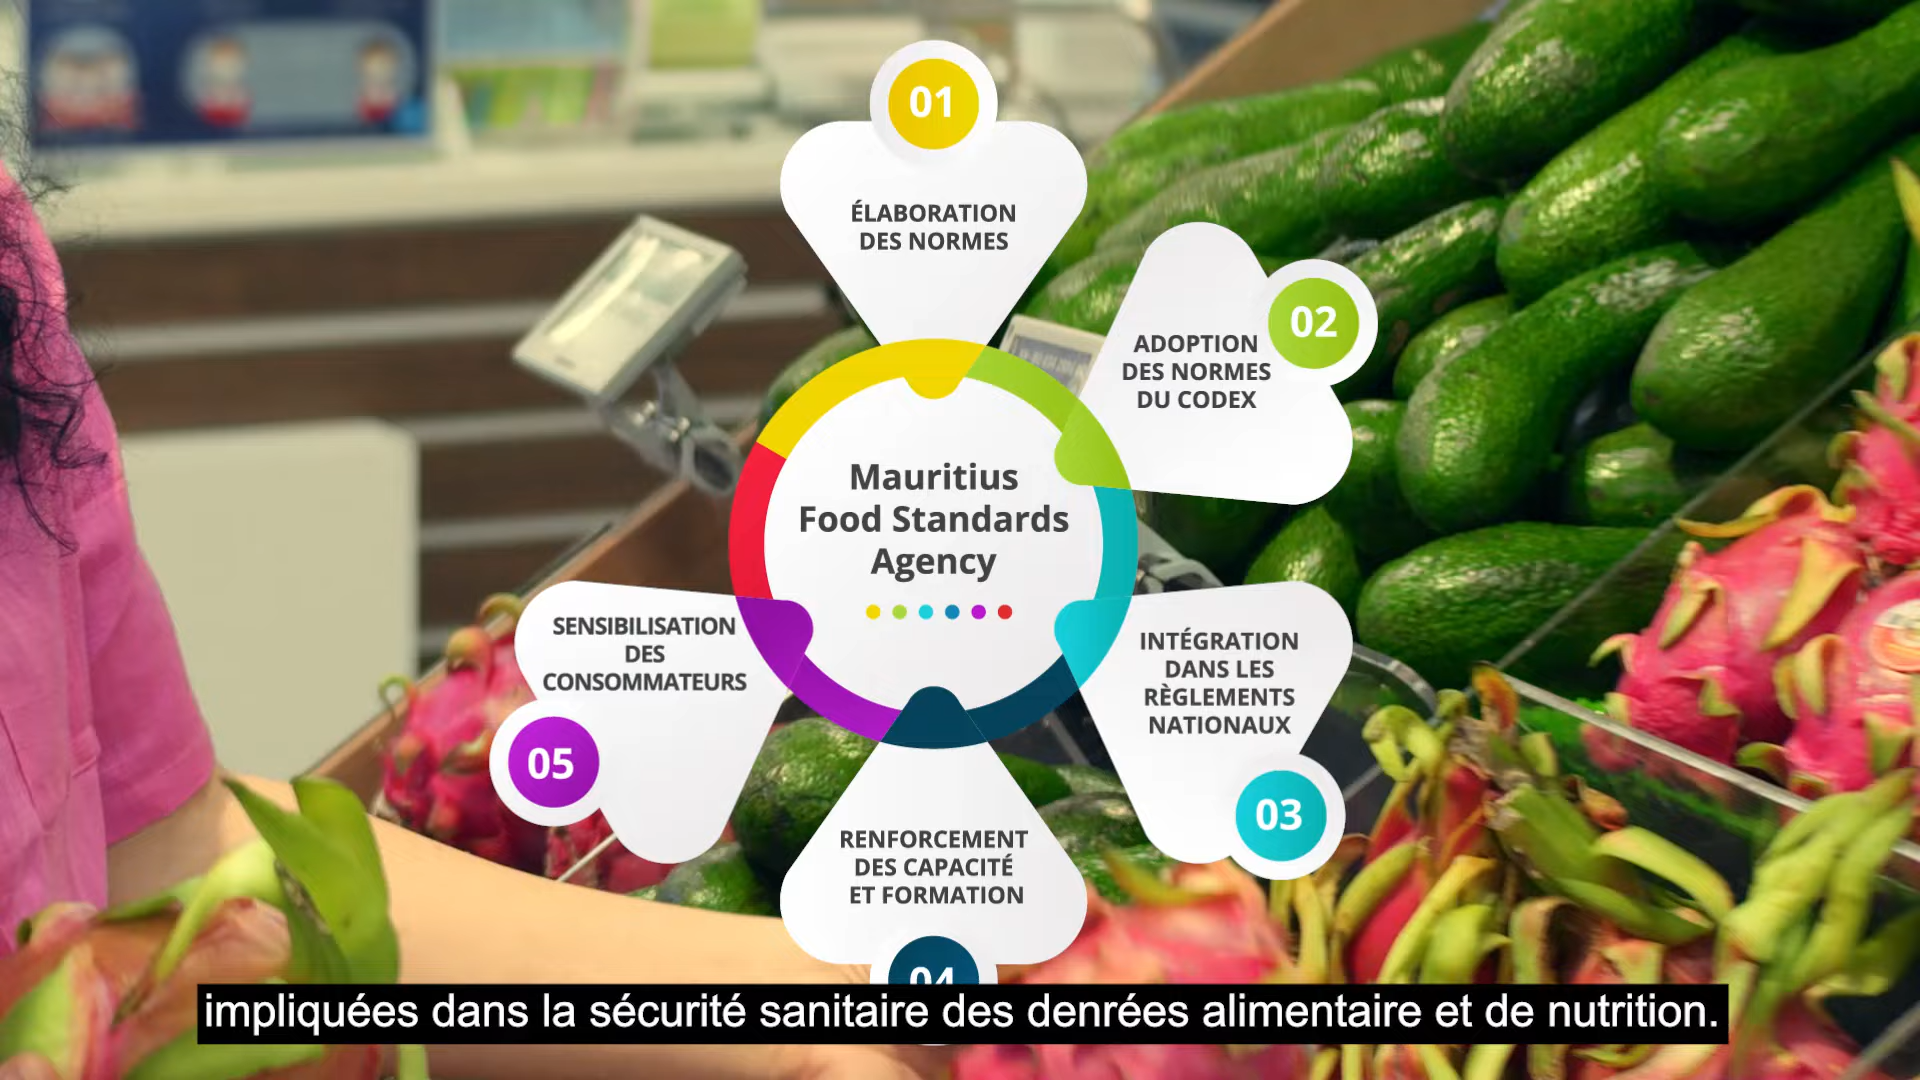 01
ÉLABORATION
DES NORMES
02
ADOPTION
DES NORMES
DU CODEX
Mauritius
Food Standards
Agency
INTÉGRATION
DANS LES
RÈGLEMENTS
NATIONAUX
03
RENFORCEMENT
DES CAPACITÉ
ET FORMATION
04
SENSIBILISATION
DES
CONSOMMATEURS
05
impliquées dans la sécurité sanitaire des denrées alimentaire et de nutrition.